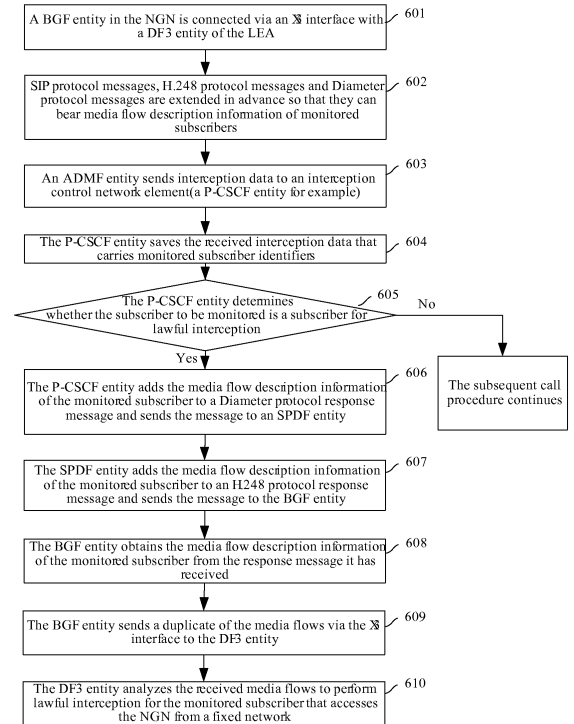 A BGF entity in the NGN is connected via an X3 interface with
a DF3 entity of the LEA
601
SIP protocol messages, H.248 protocol messages and Diameter
protocol messages are extended in advance so that they can
bear media flow description information of monitored
subscribers
602
An ADMF entity sends interception data to an interception
control network element(a P-CSCF entity for example)
603
The P-CSCF entity saves the received interception data that
carries monitored subscriber identifiers
604
The P-CSCF entity determines
whether the subscriber to be monitored is a subscriber for
lawful interception
605
No
Yes
The subsequent call
procedure continues
The P-CSCF entity adds the media flow description information
of the monitored subscriber to a Diameter protocol response
message and sends the message to an SPDF entity
606
The SPDF entity adds the media flow description information
of the monitored subscriber to an H.248 protocol response
message and sends the message to the BGF entity
607
The BGF entity obtains the media flow description information
of the monitored subscriber from the response message it has
received
608
The BGF entity sends a duplicate of the media flows via the X3
interface to the DF3 entity
609
The DF3 entity analyzes the received media flows to perform
lawful interception for the monitored subscriber that accesses
the NGN from a fixed network
610